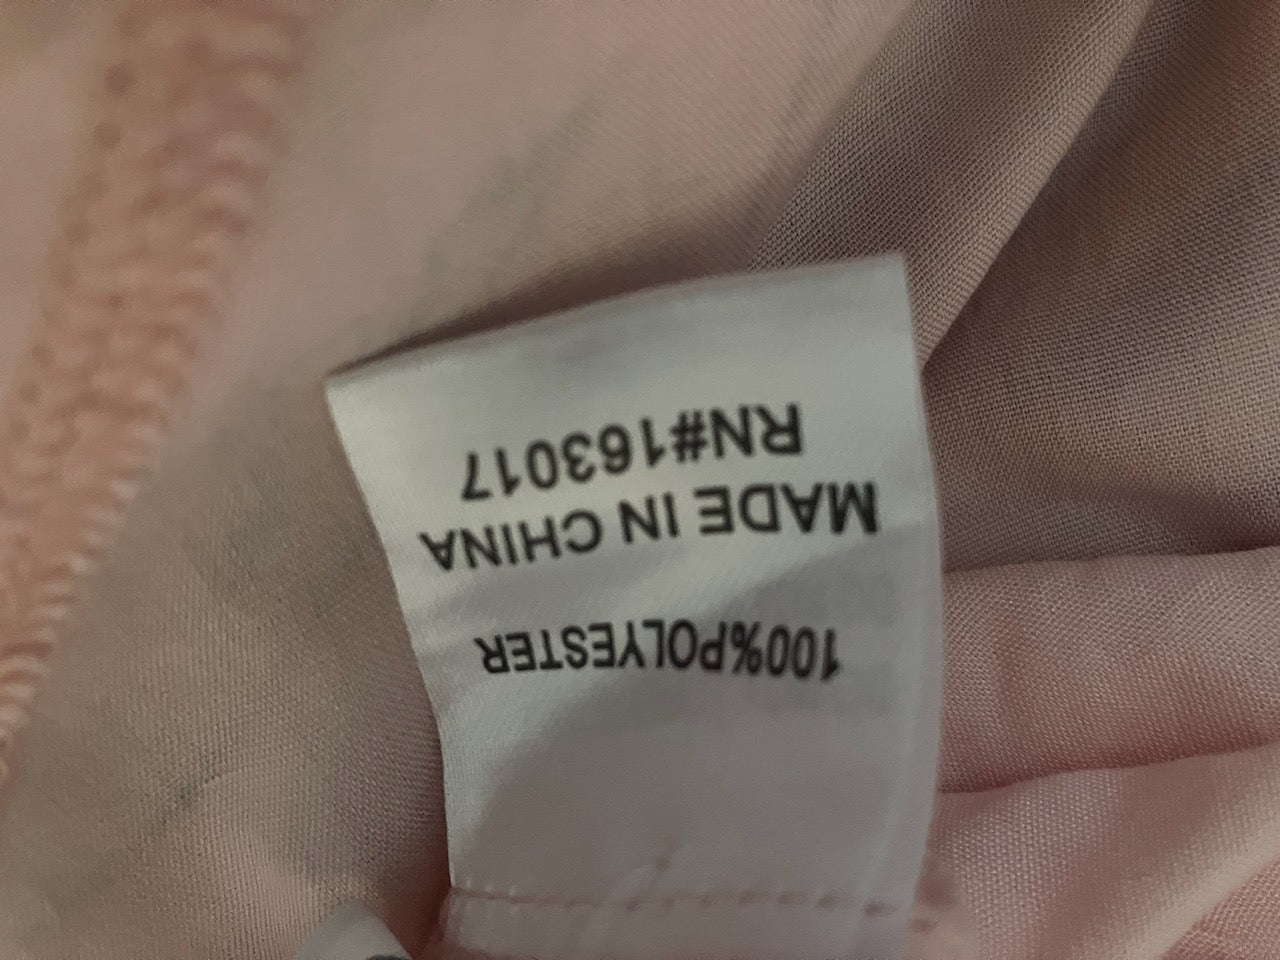 100%POLYESTER
MADE IN CHINA
RN#163017